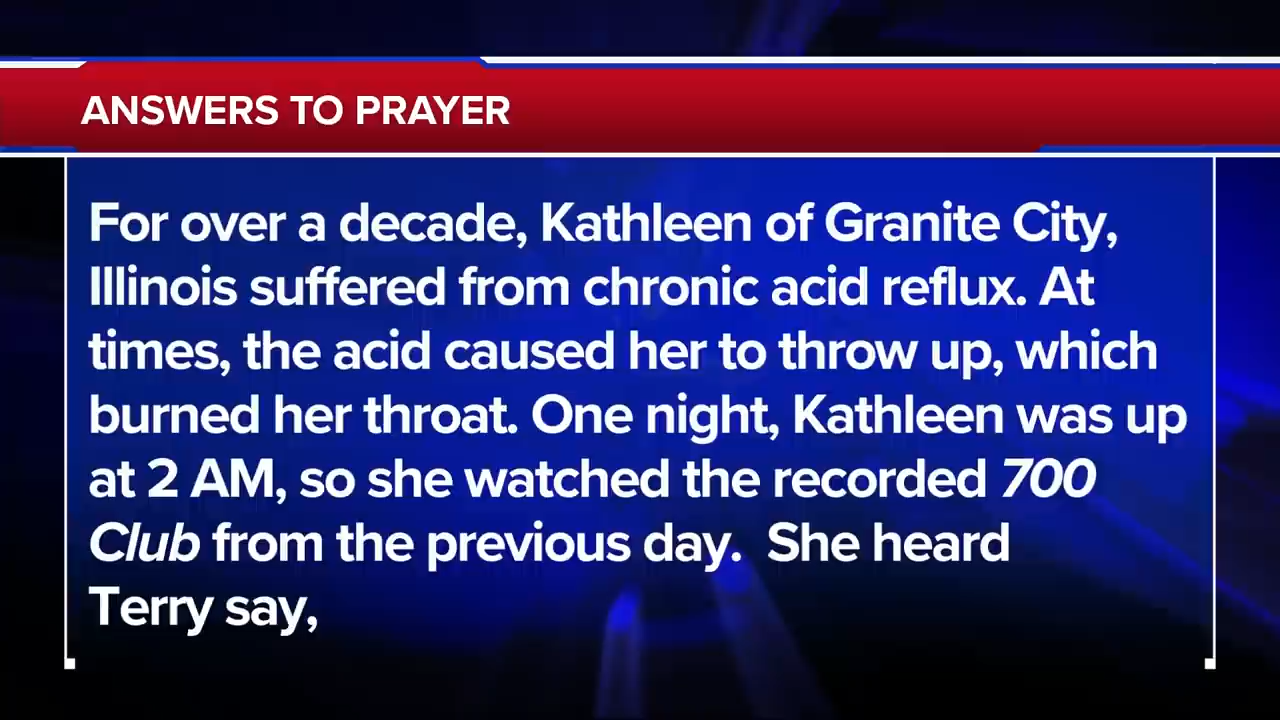 ANSWERS TO PRAYER
For over a decade, Kathleen of Granite City,
Illinois suffered from chronic acid reflux. At
times, the acid caused her to throw up, which
burned her throat. One night, Kathleen was up
at 2 AM, so she watched the recorded 700
Club from the previous day.  She heard
Terry say,